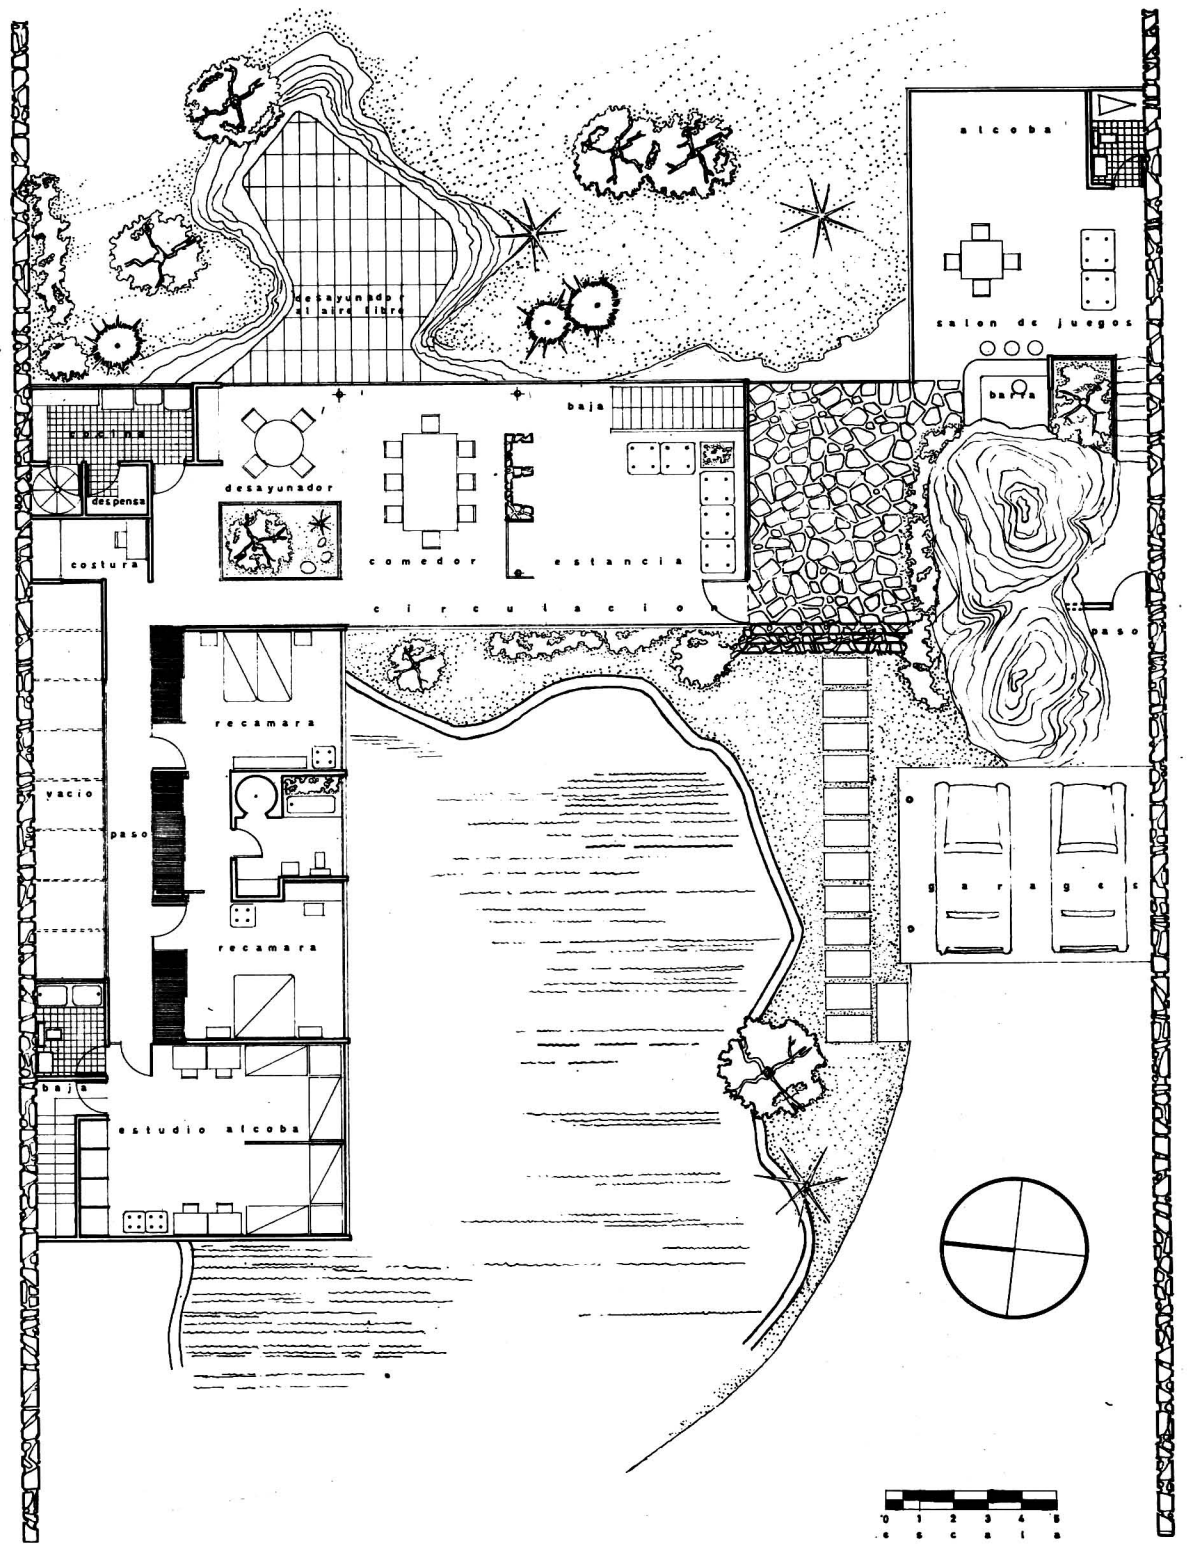 alcoba
desayunador
al aire libre
salon de juegos
barra
baja
cocina
desayunador
despensa
costura
comedor
estancia
circulacion
paso
recamara
vacio
paso
garages
recamara
baja
estudio alcoba
0 1 2 3 4 5
escala